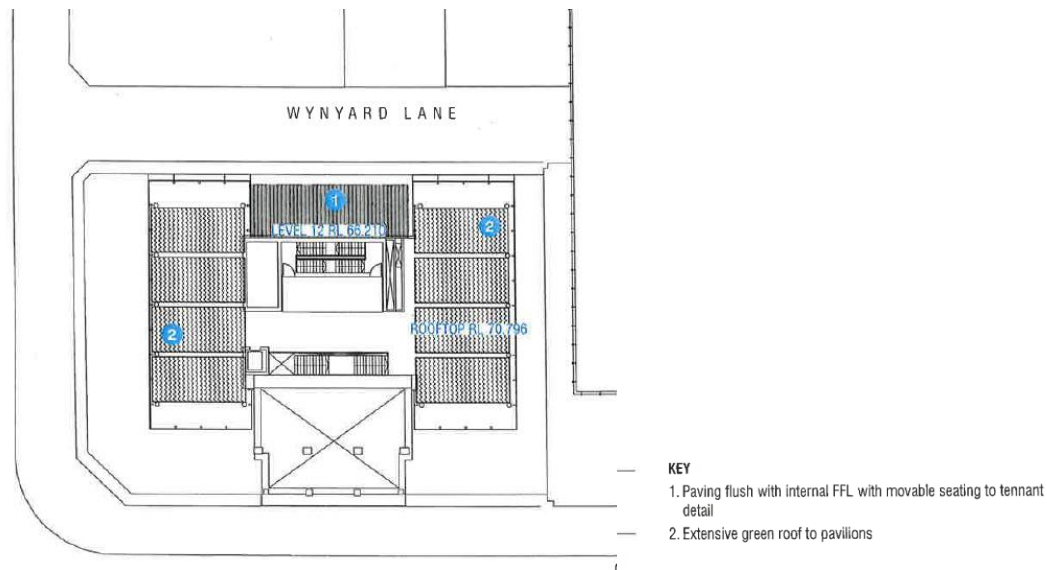 WYNYARD LANE
1
LEVEL 12 RL 66.210
2
ROOFTOP RL 70.796
2
KEY
1. Paving flush with internal FFL with movable seating to tennant
detail
2. Extensive green roof to pavilions